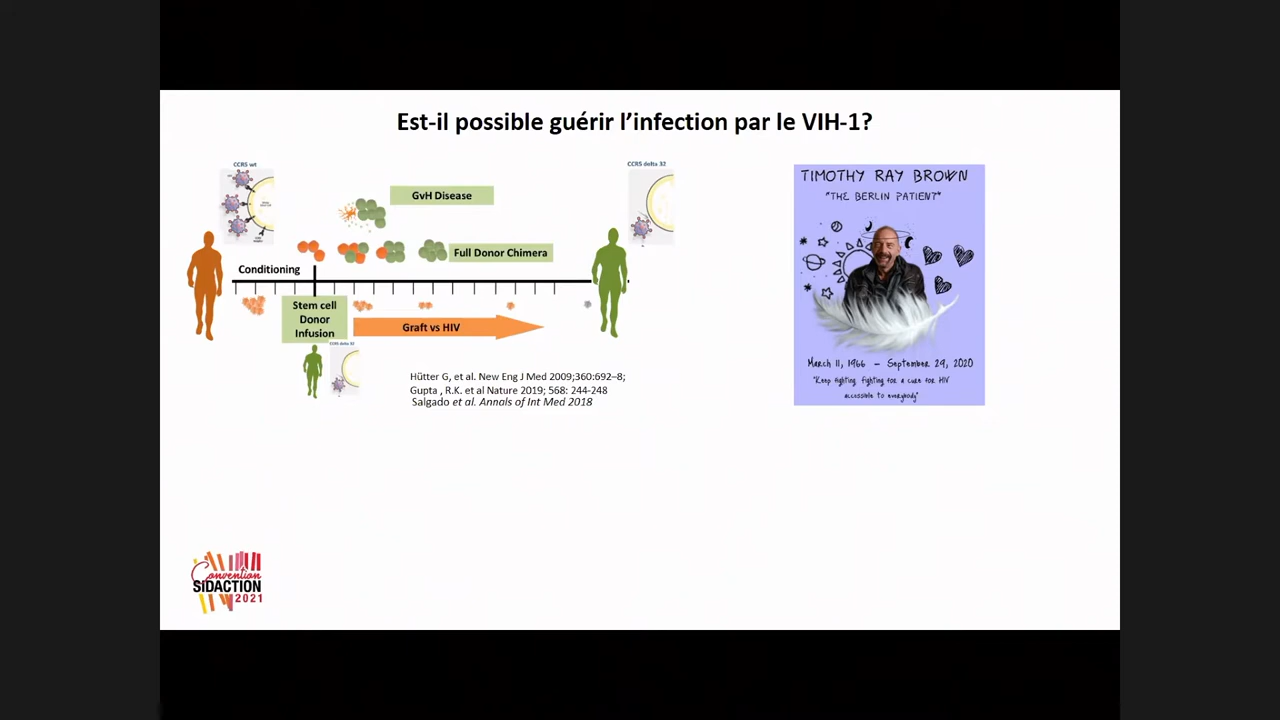 Est-il possible guérir l’infection par le VIH-1?
CCR5 wt
CCR5 delta 32
GvH Disease
Full Donor Chimera
Conditioning
Stem cell
Donor
Infusion
Graft vs HIV
CCR5 delta 32
Hütter G, et al. New Eng J Med 2009;360:692–8;
Gupta , R.K. et al Nature 2019; 568: 244-248
Salgado et al. Annals of Int Med 2018
TIMOTHY RAY BROWN
"THE BERLIN PATIENT"
March 11, 1966 – September 29, 2020
"Keep fighting, fighting for a cure for HIV
accessible to everybody"
Convention
SIDACTION
2021